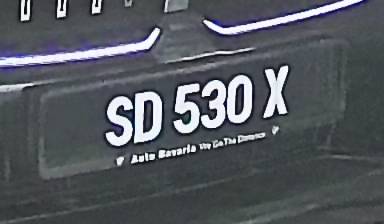 SD 530 X
Auto Bavaria We Go The Distance